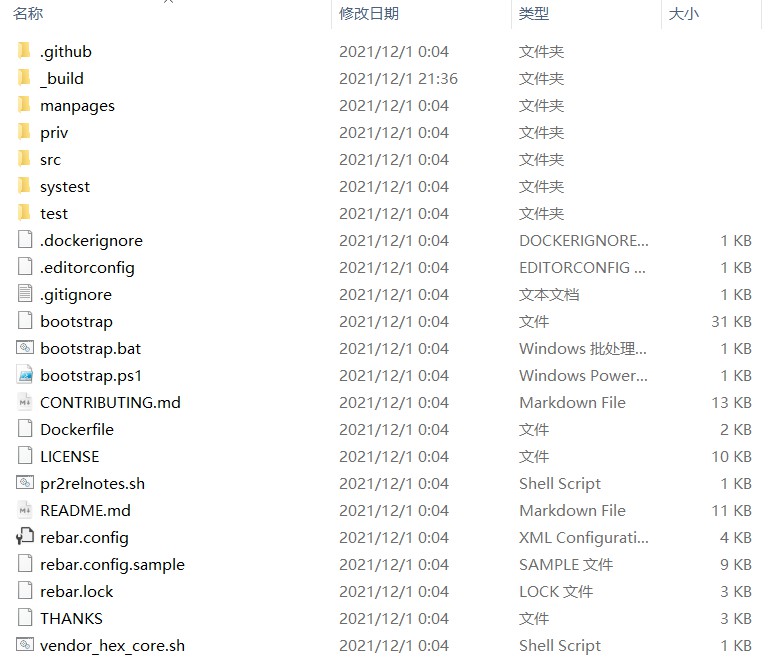 名称 修改日期 类型 大小
.github 2021/12/1 0:04 文件夹
_build 2021/12/1 21:36 文件夹
manpages 2021/12/1 0:04 文件夹
priv 2021/12/1 0:04 文件夹
src 2021/12/1 0:04 文件夹
systest 2021/12/1 0:04 文件夹
test 2021/12/1 0:04 文件夹
.dockerignore 2021/12/1 0:04 DOCKERIGNORE... 1 KB
.editorconfig 2021/12/1 0:04 EDITORCONFIG ... 1 KB
.gitignore 2021/12/1 0:04 文本文档 1 KB
bootstrap 2021/12/1 0:04 文件 31 KB
bootstrap.bat 2021/12/1 0:04 Windows 批处理... 1 KB
bootstrap.ps1 2021/12/1 0:04 Windows Power... 1 KB
CONTRIBUTING.md 2021/12/1 0:04 Markdown File 13 KB
Dockerfile 2021/12/1 0:04 文件 2 KB
LICENSE 2021/12/1 0:04 文件 10 KB
pr2relnotes.sh 2021/12/1 0:04 Shell Script 1 KB
README.md 2021/12/1 0:04 Markdown File 11 KB
rebar.config 2021/12/1 0:04 XML Configurati... 4 KB
rebar.config.sample 2021/12/1 0:04 SAMPLE 文件 9 KB
rebar.lock 2021/12/1 0:04 LOCK 文件 3 KB
THANKS 2021/12/1 0:04 文件 3 KB
vendor_hex_core.sh 2021/12/1 0:04 Shell Script 1 KB